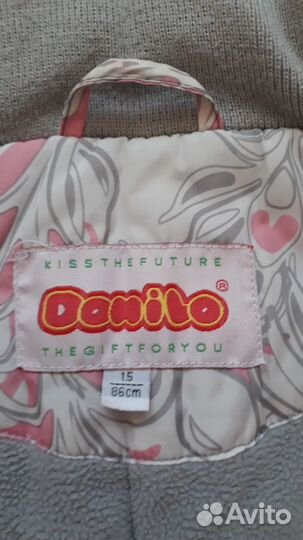 KISSTHEFUTURE
Danilo®
THEGIFTFORYOU
1.5
86cm
Avito